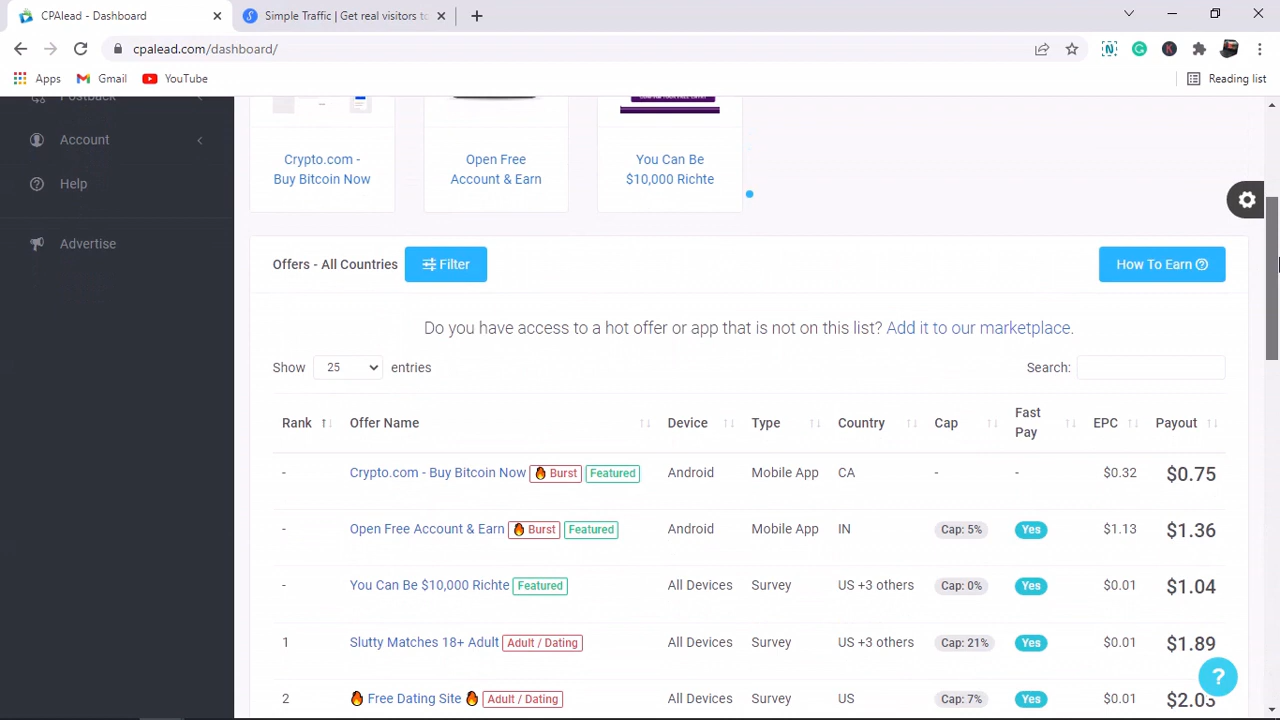 CPAlead - Dashboard
Simple Traffic | Get real visitors to
cpalead.com/dashboard/
Apps
Gmail
YouTube
Reading list
Postback
Account
Help
Advertise
Crypto.com -
Buy Bitcoin Now
Open Free
Account & Earn
You Can Be
$10,000 Richte
Offers - All Countries
Filter
How To Earn
Do you have access to a hot offer or app that is not on this list? Add it to our marketplace.
Show 25 entries
Search:
Rank Offer Name Device Type Country Cap Fast Pay EPC Payout
- Crypto.com - Buy Bitcoin Now 🔥 Burst Featured Android Mobile App CA - - $0.32 $0.75
- Open Free Account & Earn 🔥 Burst Featured Android Mobile App IN Cap: 5% Yes $1.13 $1.36
- You Can Be $10,000 Richte Featured All Devices Survey US +3 others Cap: 0% Yes $0.01 $1.04
1 Slutty Matches 18+ Adult Adult / Dating All Devices Survey US +3 others Cap: 21% Yes $0.01 $1.89
2 🔥 Free Dating Site 🔥 Adult / Dating All Devices Survey US Cap: 7% Yes $0.01 $2.03